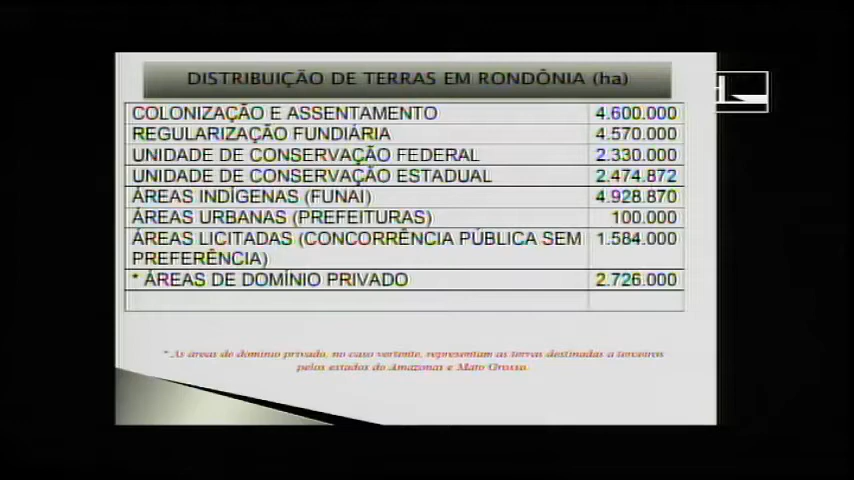 DISTRIBUIÇÃO DE TERRAS EM RONDÔNIA (ha)
COLONIZAÇÃO E ASSENTAMENTO 4.600.000
REGULARIZAÇÃO FUNDIÁRIA 4.570.000
UNIDADE DE CONSERVAÇÃO FEDERAL 2.330.000
UNIDADE DE CONSERVAÇÃO ESTADUAL 2.474.872
ÁREAS INDÍGENAS (FUNAI) 4.928.870
ÁREAS URBANAS (PREFEITURAS) 100.000
ÁREAS LICITADAS (CONCORRÊNCIA PÚBLICA SEM 1.584.000
PREFERÊNCIA)
* ÁREAS DE DOMÍNIO PRIVADO 2.726.000
* As áreas de domínio privado, no caso vertente, representam as terras destinadas a terceiros
pelos estados do Amazonas e Mato Grosso.